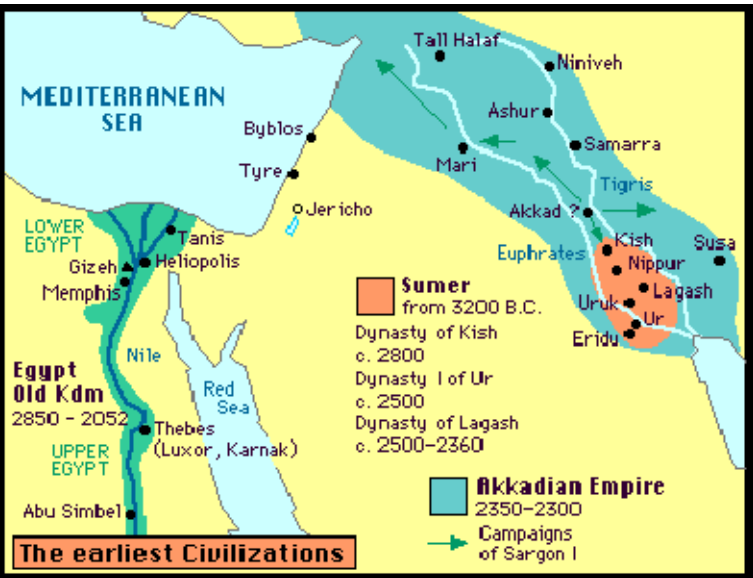 MEDITERRANEAN
SEA
Tall Halaf
Niniveh
Ashur
Samarra
Byblos
Mari
Tyre
Tigris
Jericho
Akkad ?
LOWER
EGYPT
Tanis
Kish
Susa
Euphrates
Gizeh
Heliopolis
Nippur
Memphis
Lagash
Uruk
Ur
Eridu
Sumer
from 3200 B.C.
Dynasty of Kish
c. 2800
Dynasty I of Ur
c. 2500
Dynasty of Lagash
c. 2500-2360
Nile
Egypt
Old Kdm
2850 - 2052
Red
Sea
Thebes
(Luxor, Karnak)
UPPER
EGYPT
Abu Simbel
Akkadian Empire
2350-2300
Campaigns
of Sargon I
The earliest Civilizations